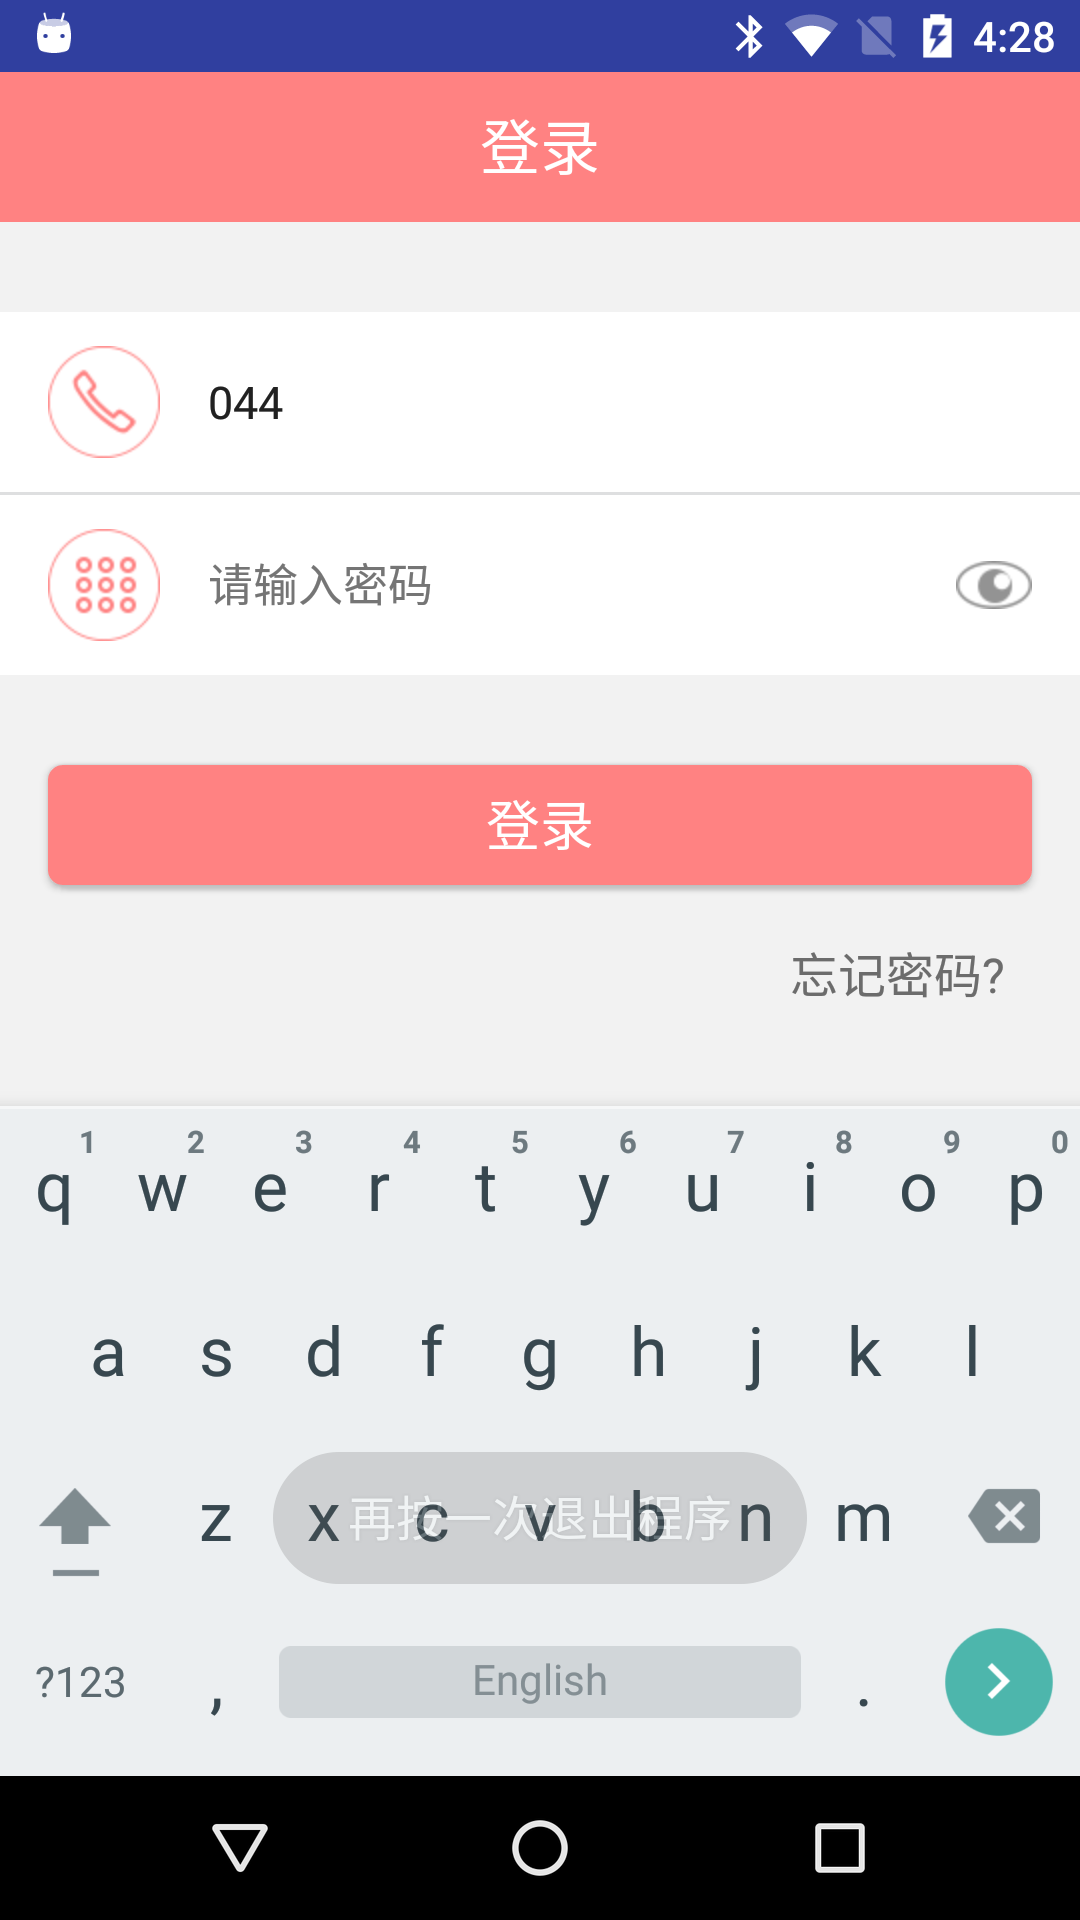 4:28
登录
044
请输入密码
登录
忘记密码?
1 2 3 4 5 6 7 8 9 0
q w e r t y u i o p
a s d f g h j k l
z x c v b n m
再按一次退出程序
?123 , English .